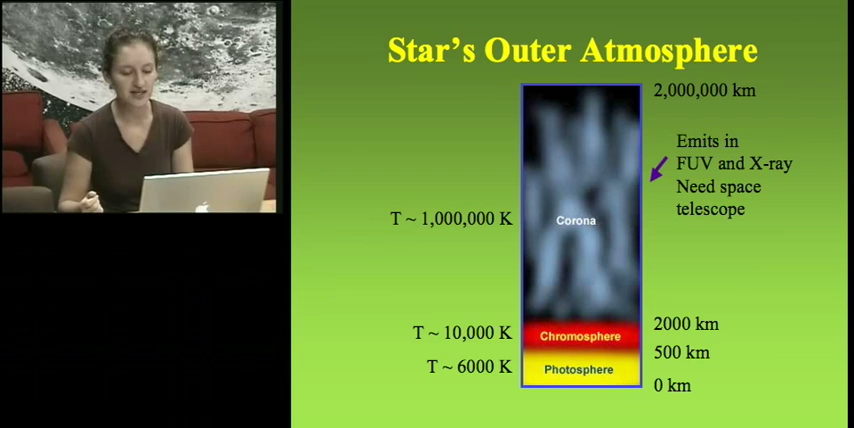 Star's Outer Atmosphere
2,000,000 km
Emits in
FUV and X-ray
Need space
telescope
T ~ 1,000,000 K
Corona
2000 km
T ~ 10,000 K
Chromosphere
500 km
T ~ 6000 K
Photosphere
0 km